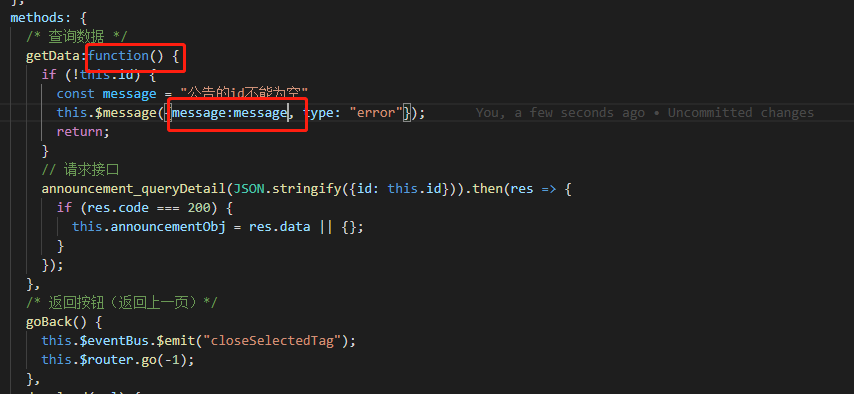 methods: {
/* 查询数据 */
getData:function() {
if (!this.id) {
const message = "公告的id不能为空"
this.$message({message:message, type: "error"}); You, a few seconds ago • Uncommitted changes
return;
}
// 请求接口
announcement_queryDetail(JSON.stringify({id: this.id})).then(res => {
if (res.code === 200) {
this.announcementObj = res.data || {};
}
});
},
/* 返回按钮（返回上一页）*/
goBack() {
this.$eventBus.$emit("closeSelectedTag");
this.$router.go(-1);
},